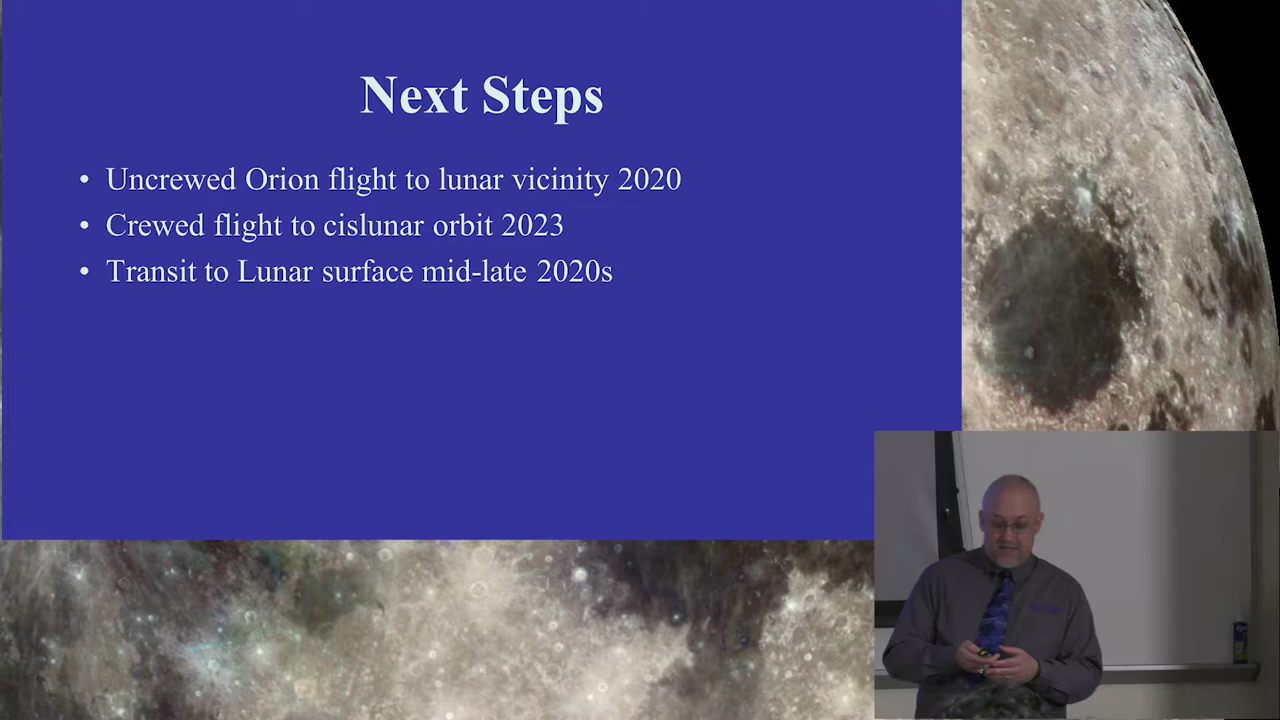 Next Steps
• Uncrewed Orion flight to lunar vicinity 2020
• Crewed flight to cislunar orbit 2023
• Transit to Lunar surface mid-late 2020s